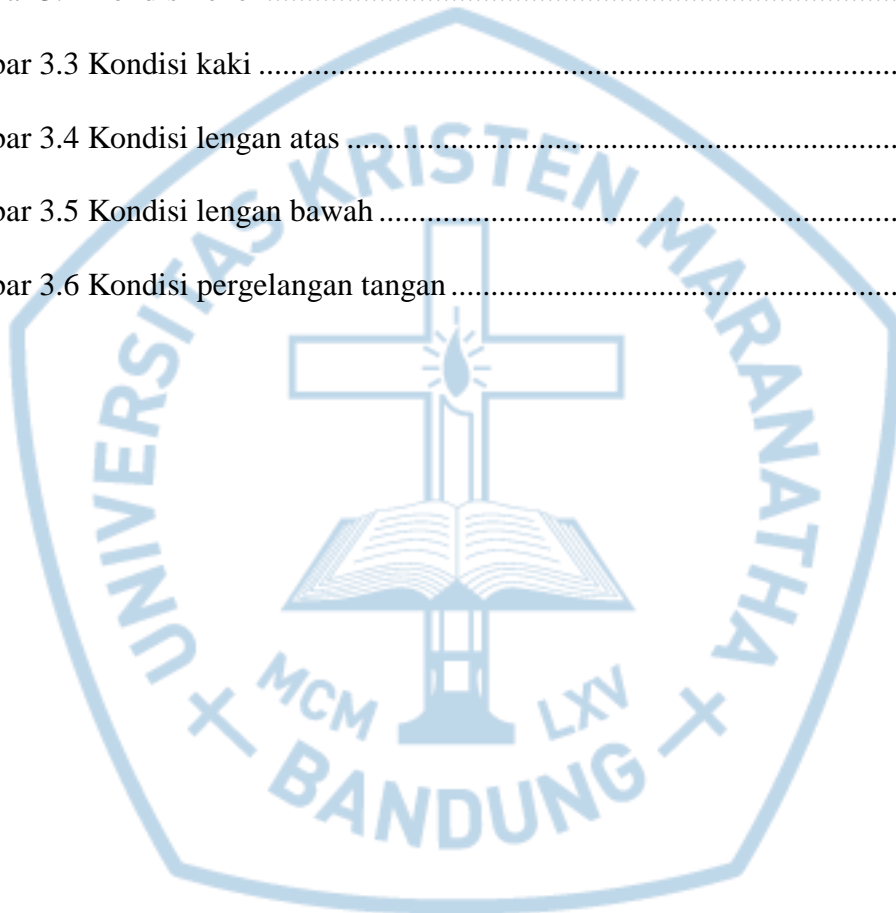 bar 3.3 Kondisi kaki ................................................................................
bar 3.4 Kondisi lengan atas .....................................................................
bar 3.5 Kondisi lengan bawah .................................................................
bar 3.6 Kondisi pergelangan tangan ........................................................
UNIVERSITAS KRISTEN MARANATHA
MCM LXV
BANDUNG